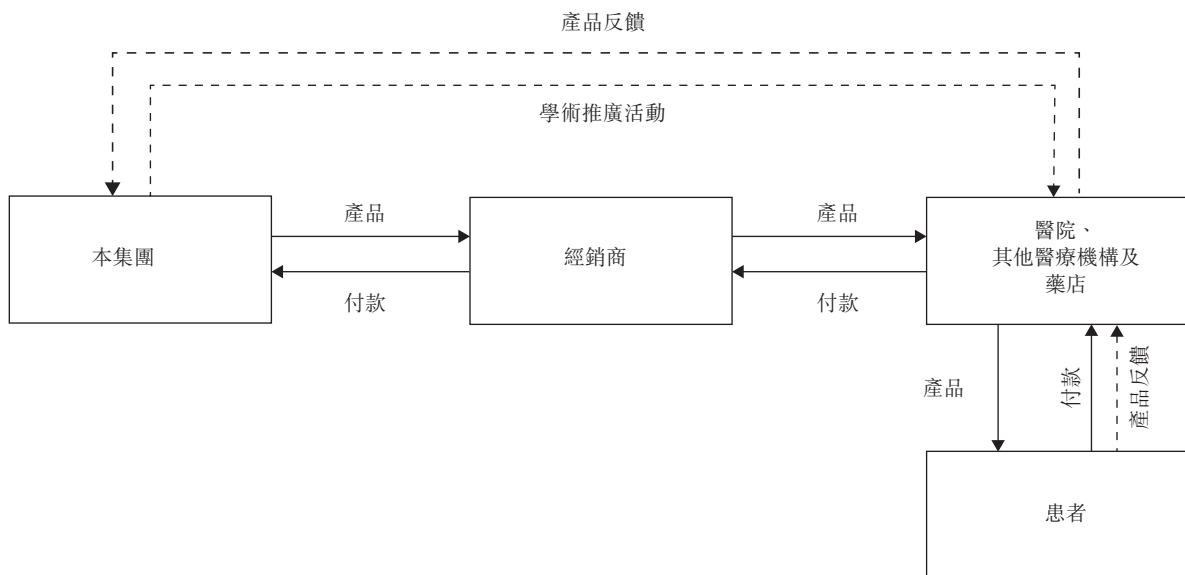 產品反饋
學術推廣活動
本集團
產品
付款
經銷商
產品
付款
醫院、
其他醫療機構及
藥店
產品
付款
產品反饋
患者